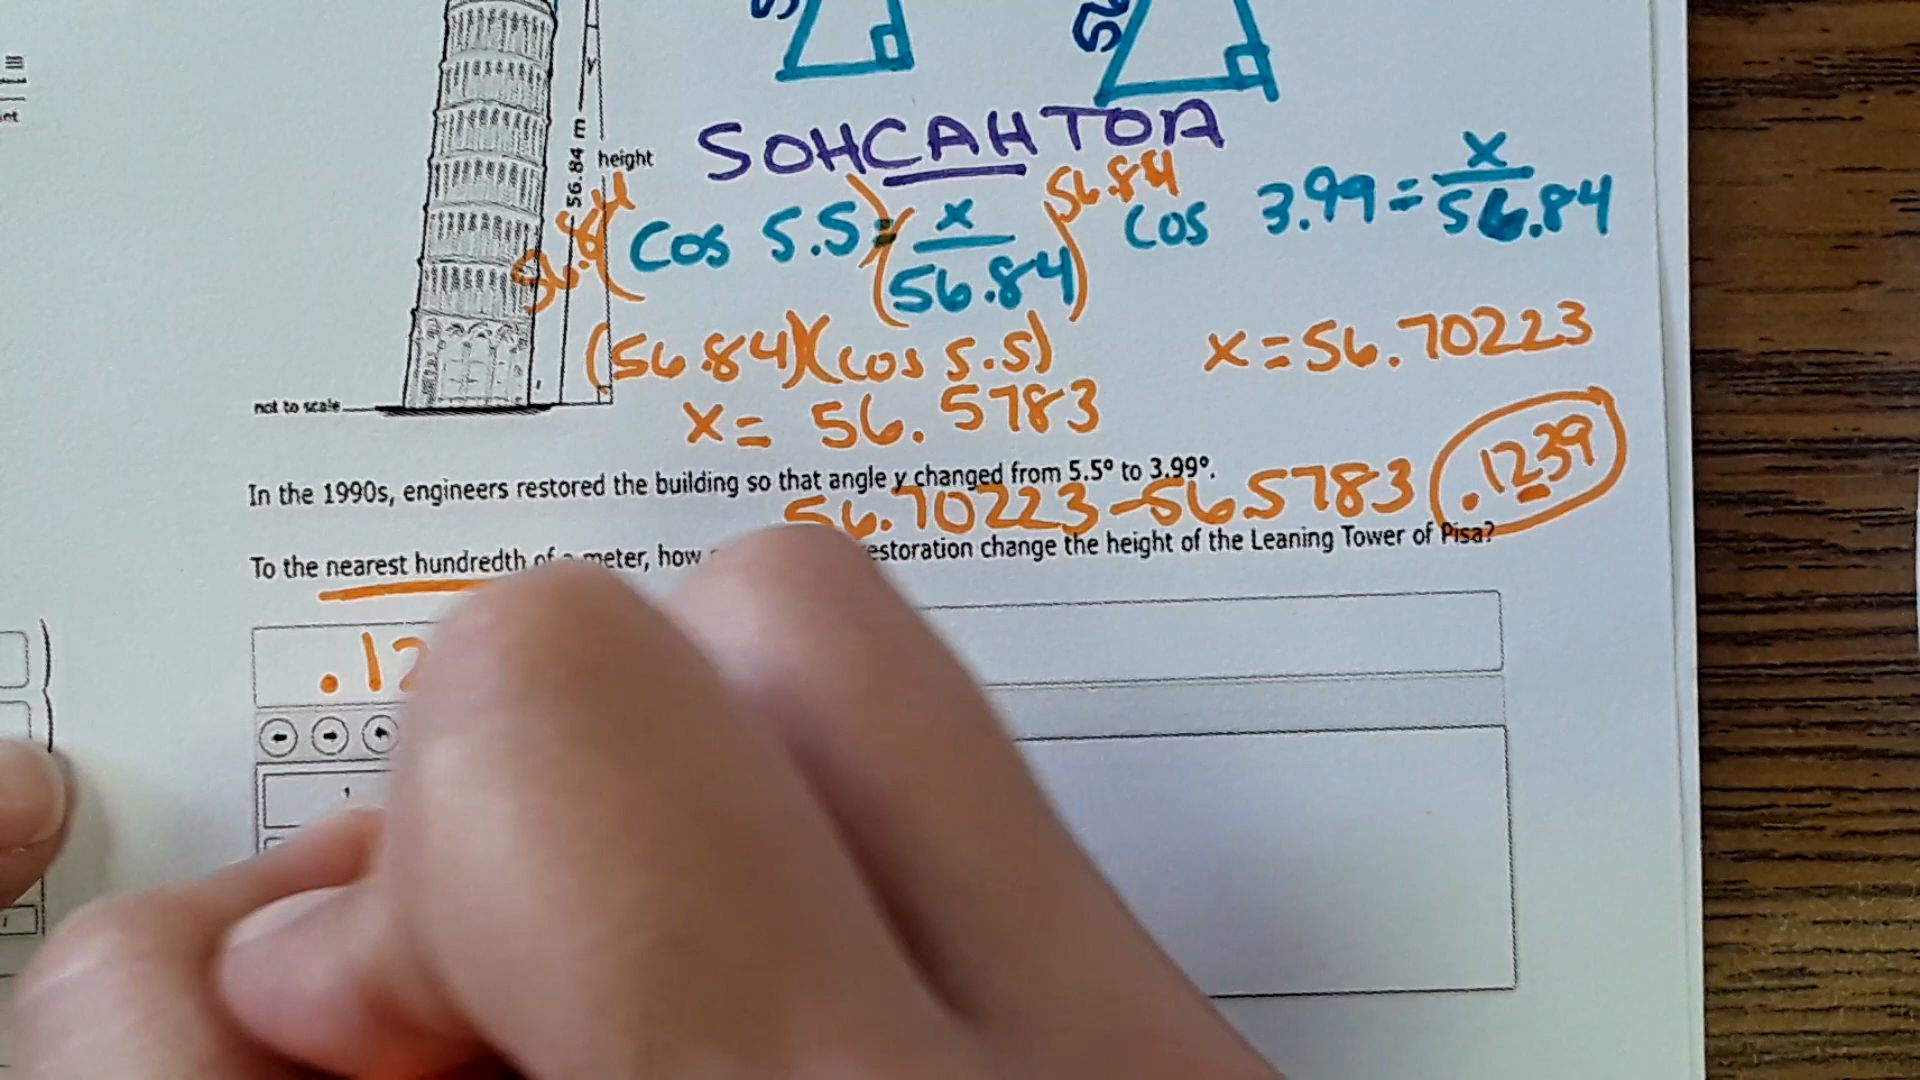 SOHCAHTOA
56.84 m
height
y
56.84 (cos 5.5) = (x/56.84) 56.84
cos 3.99 = x/56.84
(56.84)(cos 5.5)
x = 56.70223
x = 56.5783
not to scale
In the 1990s, engineers restored the building so that angle y changed from 5.5° to 3.99°.
56.70223 - 56.5783 .1239
To the nearest hundredth of a meter, how restoration change the height of the Leaning Tower of Pisa?
.12